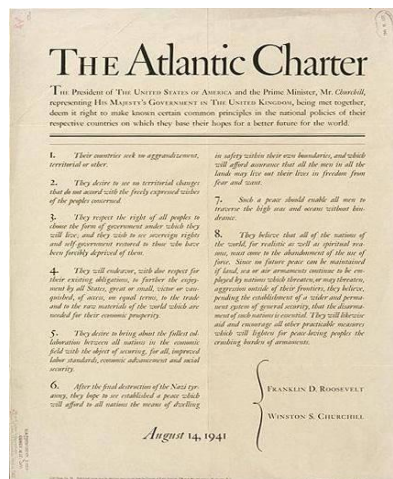 THE Atlantic Charter
THE President of THE UNITED STATES OF AMERICA and the Prime Minister, Mr. Churchill,
representing HIS MAJESTY'S GOVERNMENT IN THE UNITED KINGDOM, being met together,
deem it right to make known certain common principles in the national policies of their
respective countries on which they base their hopes for a better future for the world.
1. Their countries seek no aggrandizement,
territorial or other.
2. They desire to see no territorial changes
that do not accord with the freely expressed wishes
of the peoples concerned.
3. They respect the right of all peoples to
choose the form of government under which they
will live; and they wish to see sovereign rights
and self government restored to those who have
been forcibly deprived of them.
4. They will endeavor, with due respect for
their existing obligations, to further the enjoy-
ment by all States, great or small, victor or van-
quished, of access, on equal terms, to the trade
and to the raw materials of the world which are
needed for their economic prosperity.
5. They desire to bring about the fullest col-
laboration between all nations in the economic
field with the object of securing, for all, improved
labor standards, economic advancement and social
security.
6. After the final destruction of the Nazi tyr-
anny, they hope to see established a peace which
will afford to all nations the means of dwelling
in safety within their own boundaries, and which
will afford assurance that all the men in all the
lands may live out their lives in freedom from
fear and want.
7. Such a peace should enable all men to
traverse the high seas and oceans without hin-
drance.
8. They believe that all of the nations of
the world, for realistic as well as spiritual rea-
sons, must come to the abandonment of the use of
force. Since no future peace can be maintained
if land, sea or air armaments continue to be em-
ployed by nations which threaten, or may threaten,
aggression outside of their frontiers, they believe,
pending the establishment of a wider and perma-
nent system of general security, that the disarma-
ment of such nations is essential. They will likewise
aid and encourage all other practicable measures
which will lighten for peace-loving peoples the
crushing burden of armaments.
FRANKLIN D. ROOSEVELT
WINSTON S. CHURCHILL
August 14, 1941